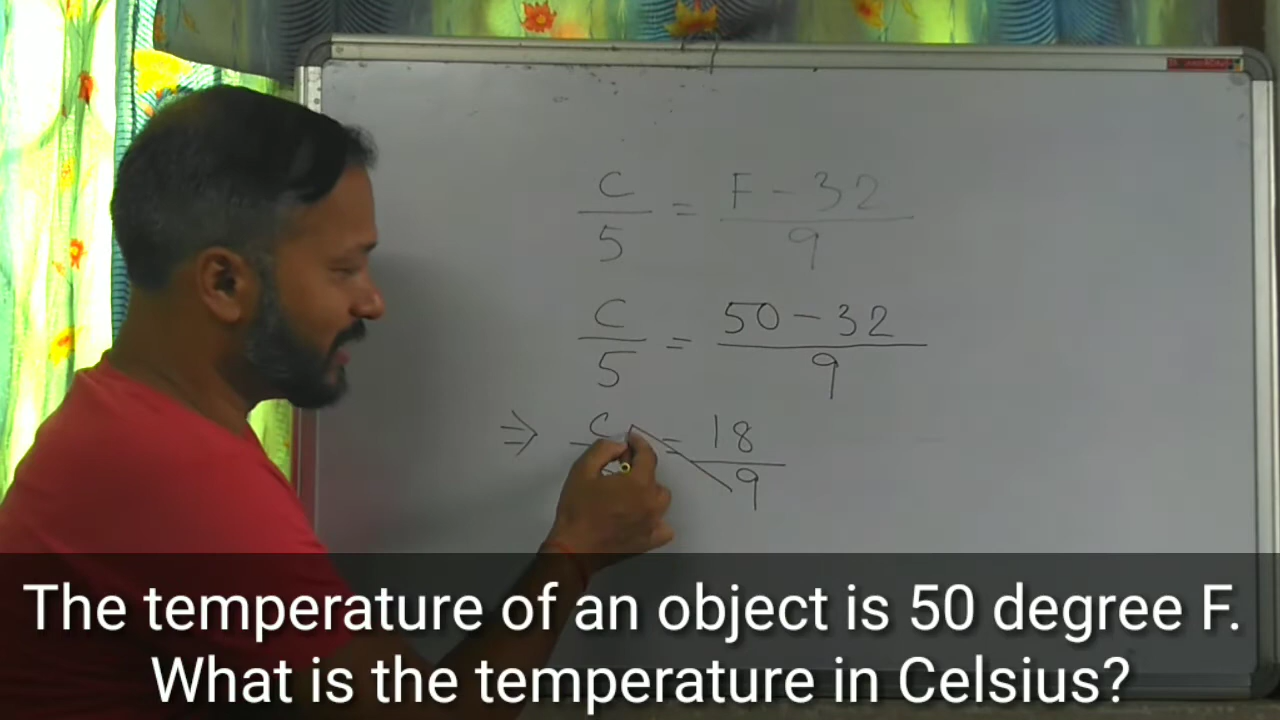 C/5 = F - 32/9
C/5 = 50 - 32/9
⇒ C = 18/9
The temperature of an object is 50 degree F.
What is the temperature in Celsius?